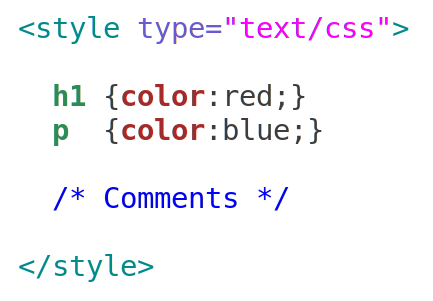 <style type="text/css">
h1 {color:red;}
p  {color:blue;}
/* Comments */
</style>